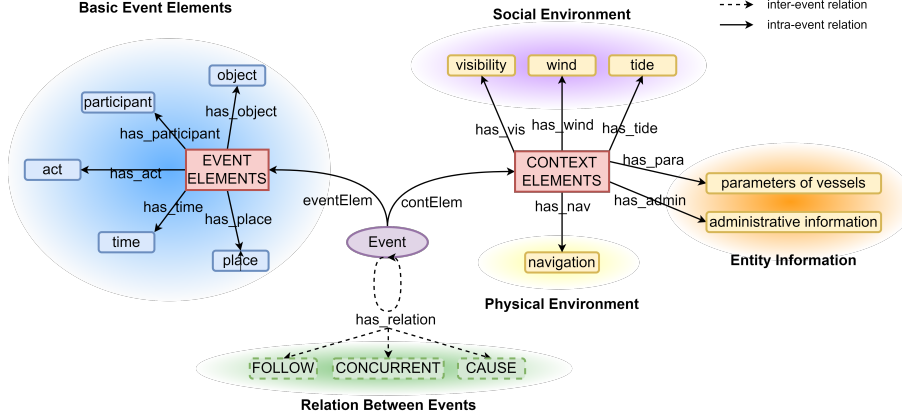 Basic Event Elements
inter-event relation
intra-event relation
Social Environment
object
visibility
wind
tide
participant
has_object
has_participant
has_vis
has_wind
has_tide
EVENT
ELEMENTS
CONTEXT
ELEMENTS
has_para
act
has_act
parameters of vessels
has_time
has_place
eventElem
contElem
has_nav
has_admin
administrative information
time
Event
place
navigation
Entity Information
Physical Environment
has_relation
FOLLOW
CONCURRENT
CAUSE
Relation Between Events